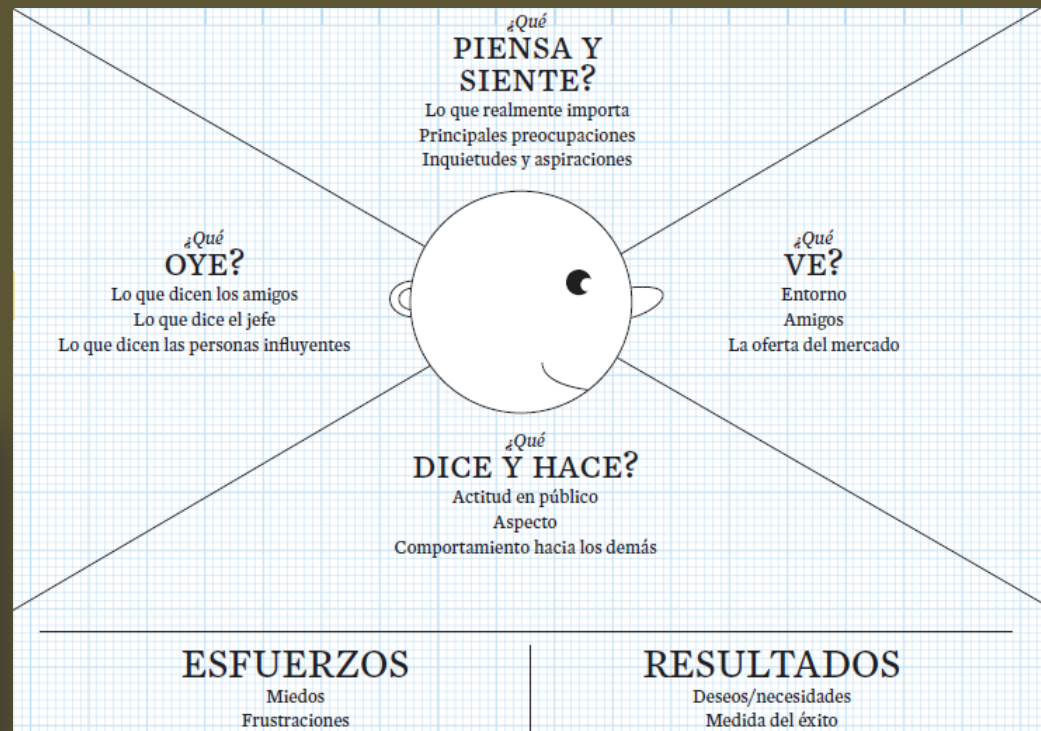 ¿Qué
PIENSA Y
SIENTE?
Lo que realmente importa
Principales preocupaciones
Inquietudes y aspiraciones
¿Qué
OYE?
Lo que dicen los amigos
Lo que dice el jefe
Lo que dicen las personas influyentes
¿Qué
VE?
Entorno
Amigos
La oferta del mercado
¿Qué
DICE Y HACE?
Actitud en público
Aspecto
Comportamiento hacia los demás
ESFUERZOS
Miedos
Frustraciones
RESULTADOS
Deseos/necesidades
Medida del éxito